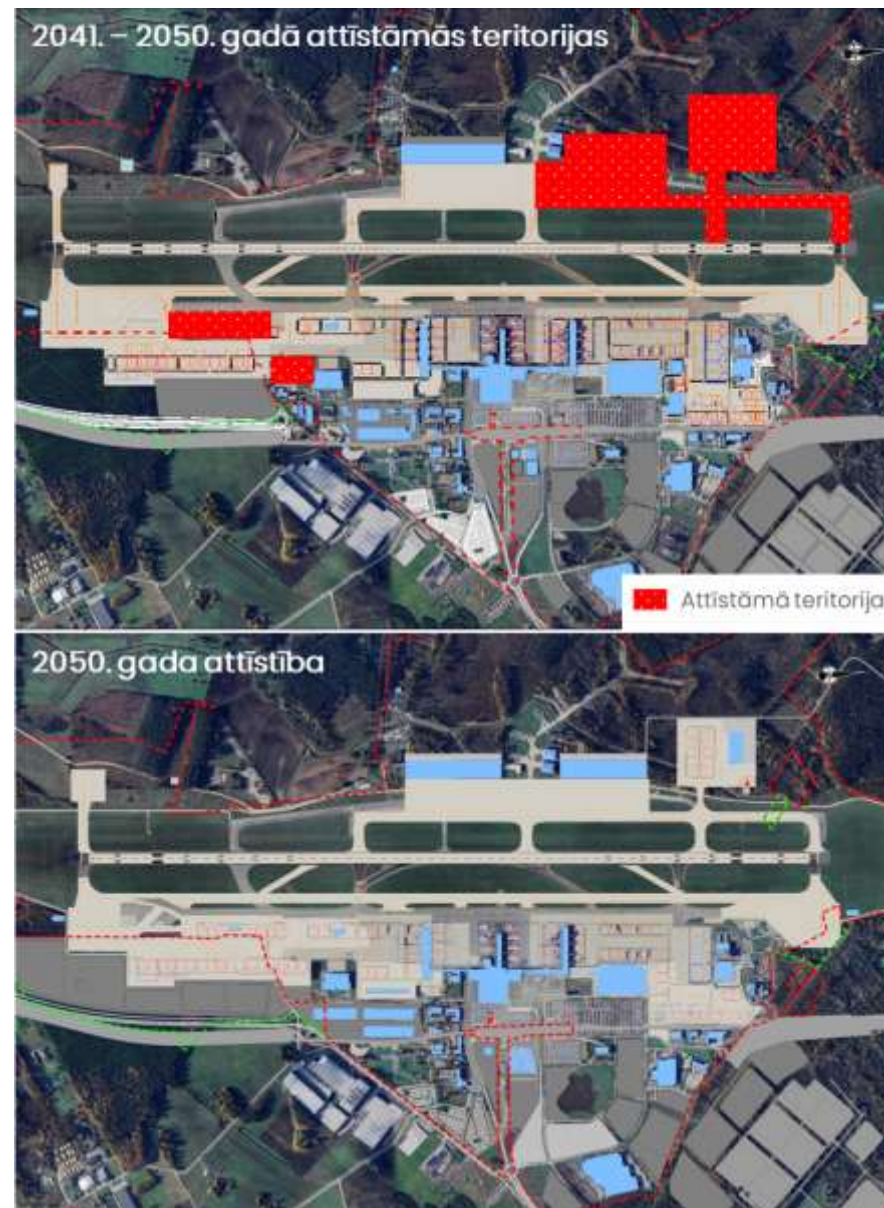 2041. – 2050. gadā attīstāmās teritorijas
Attīstāmā teritorija
2050. gada attīstība